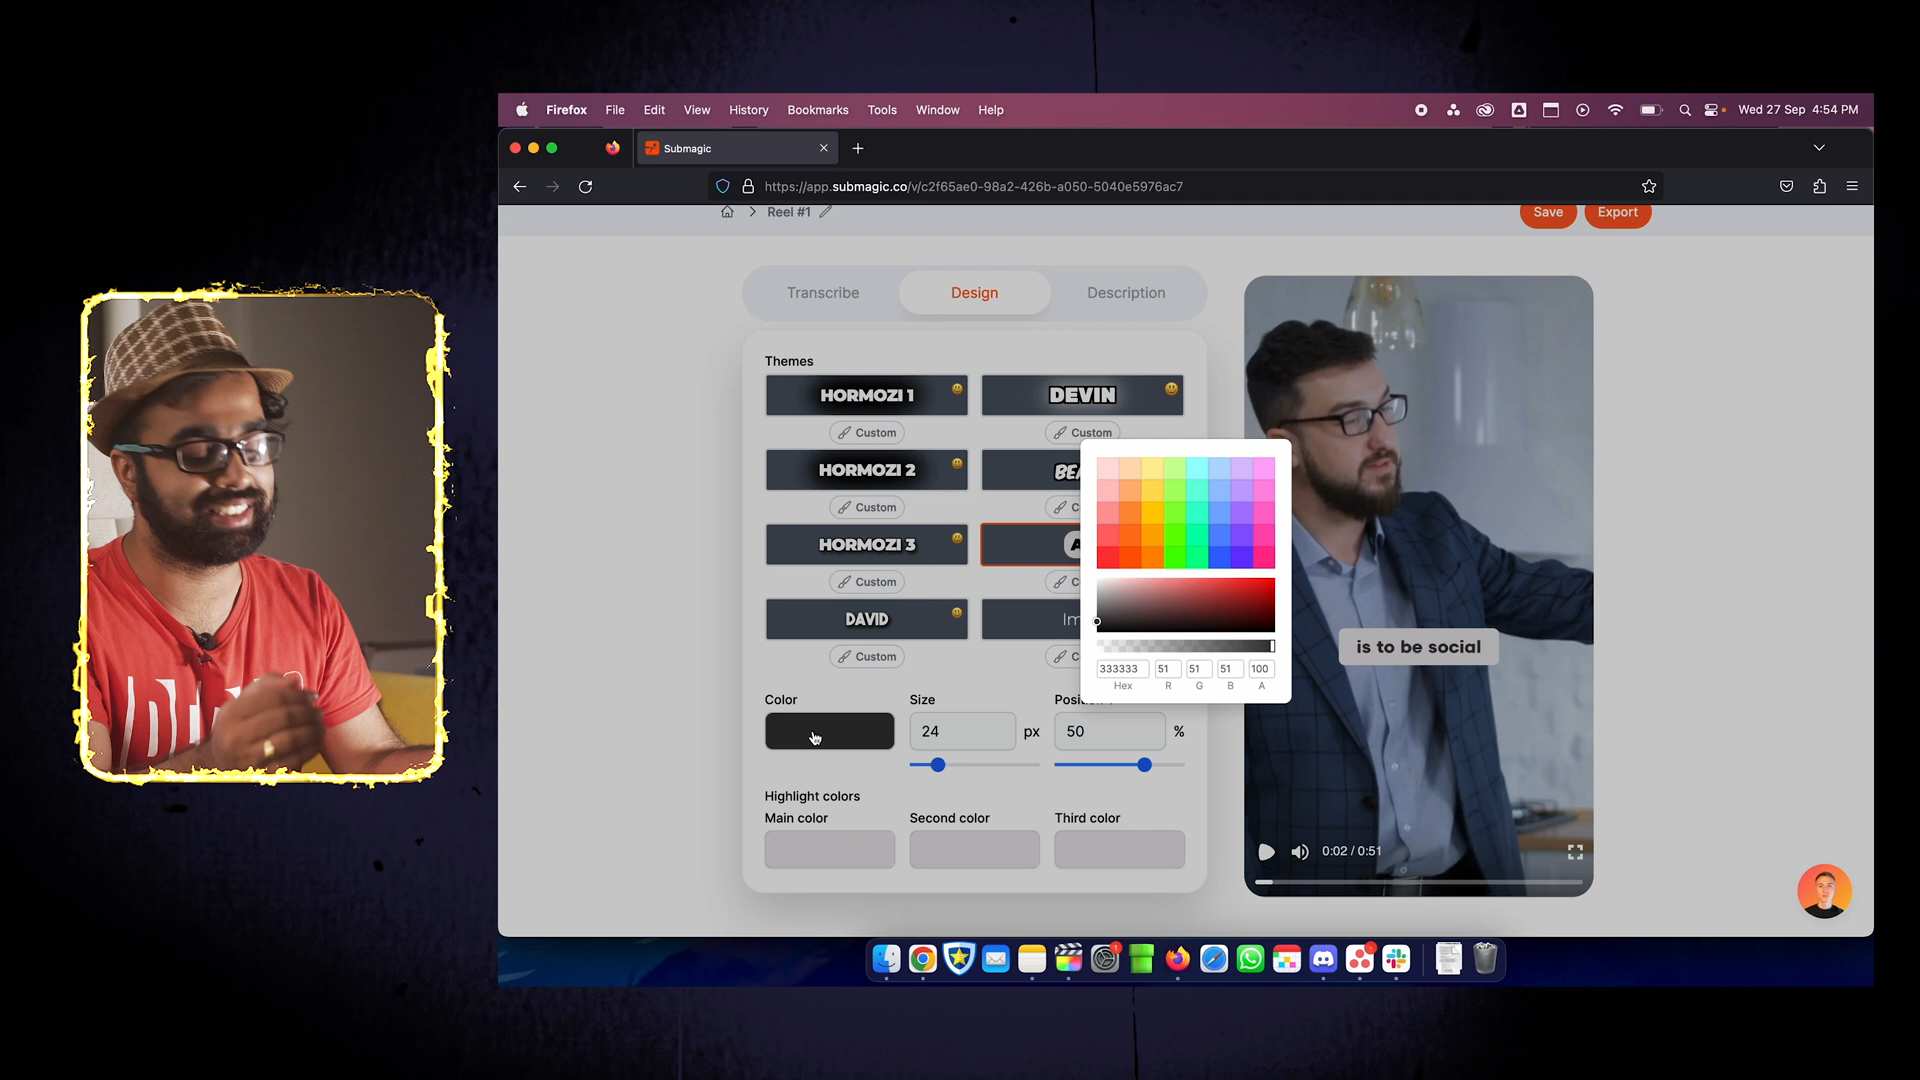 Firefox File Edit View History Bookmarks Tools Window Help Wed 27 Sep 4:54 PM
Submagic
https://app.submagic.co/v/c2f65ae0-98a2-426b-a050-5040e5976ac7
Reel #1 Save Export
Transcribe Design Description
Themes
HORMOZI 1 DEVIN
Custom Custom
HORMOZI 2
Custom
HORMOZI 3
Custom
DAVID
Custom
333333 51 51 51 100
Hex R G B A
Color Size
24 px 50 %
is to be social
Highlight colors
Main color Second color Third color
0:02 / 0:51